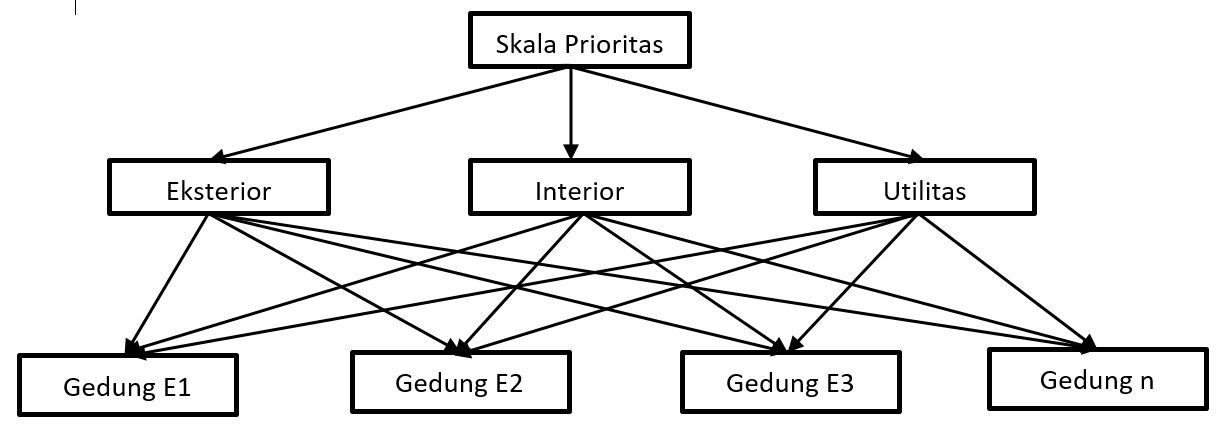 Skala Prioritas
Eksterior
Interior
Utilitas
Gedung E1
Gedung E2
Gedung E3
Gedung n